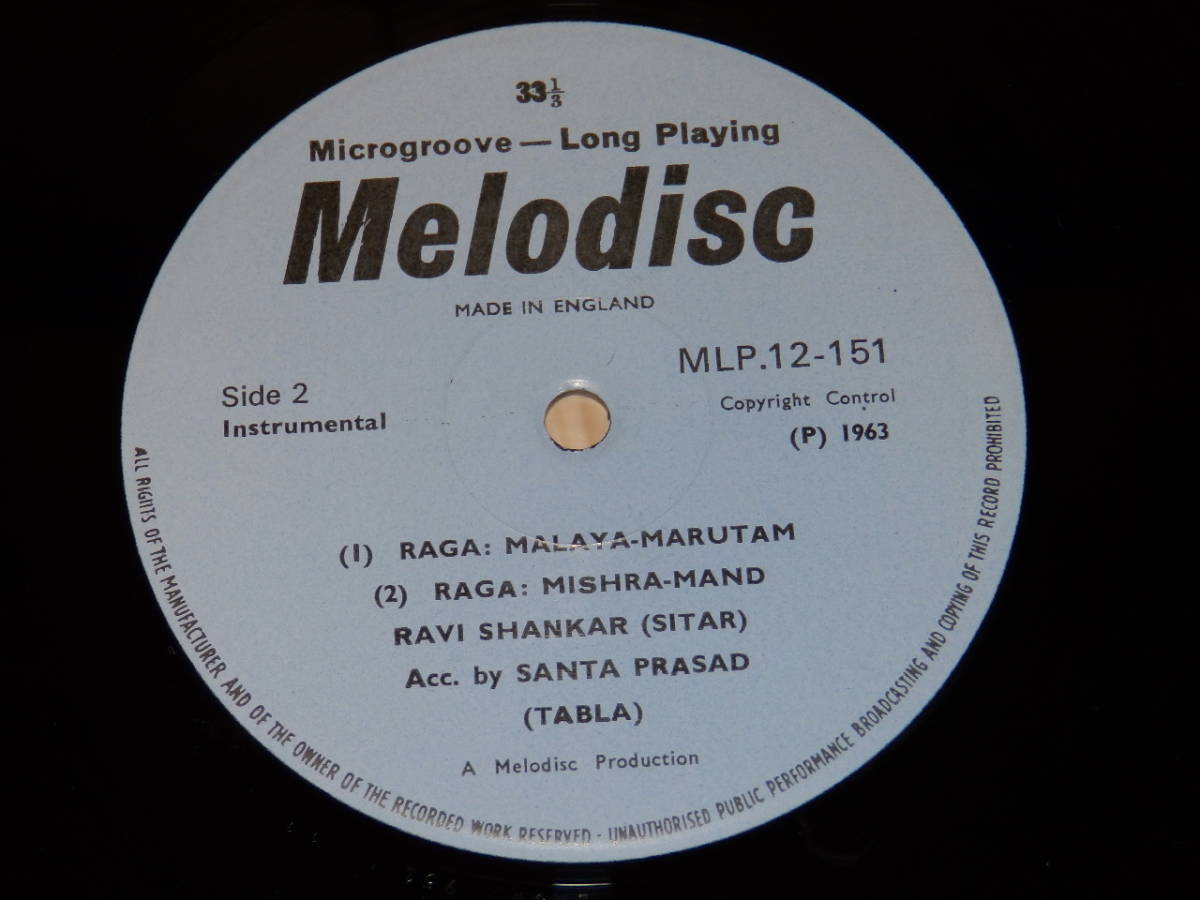 33⅓
Microgroove — Long Playing
Melodisc
MADE IN ENGLAND
MLP.12-151
Side 2
Instrumental
Copyright Control
(P) 1963
(1) RAGA: MALAYA-MARUTAM
(2) RAGA: MISHRA-MAND
RAVI SHANKAR (SITAR)
Acc. by SANTA PRASAD
(TABLA)
A Melodisc Production
ALL RIGHTS OF THE MANUFACTURER AND OF THE OWNER OF THE RECORDED WORK RESERVED · UNAUTHORISED PUBLIC PERFORMANCE BROADCASTING AND COPYING OF THIS RECORD PROHIBITED